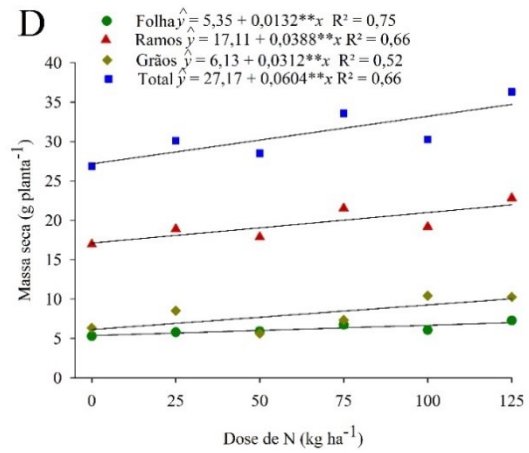 D
Folha ŷ = 5,35 + 0,0132**x R² = 0,75
Ramos ŷ = 17,11 + 0,0388**x R² = 0,66
Grãos ŷ = 6,13 + 0,0312**x R² = 0,52
Total ŷ = 27,17 + 0,0604**x R² = 0,66
Massa seca (g planta⁻¹)
40
35
30
25
20
15
10
5
0
0 25 50 75 100 125
Dose de N (kg ha⁻¹)